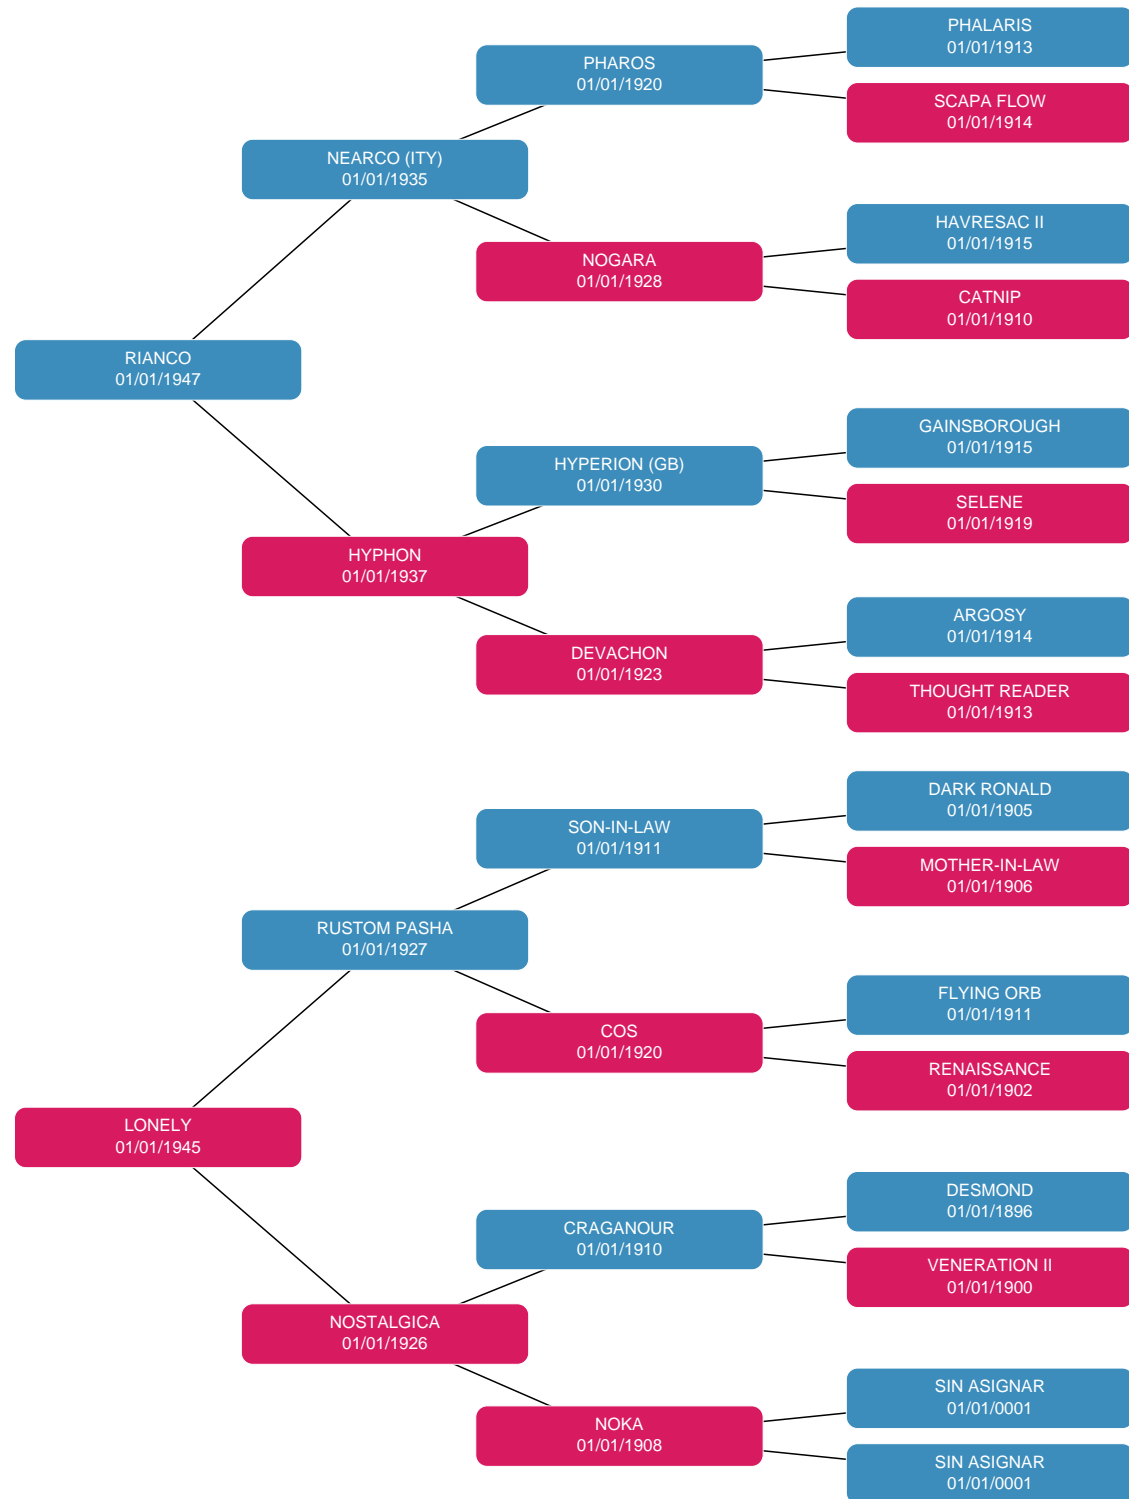 PHALARIS
01/01/1913
PHAROS
01/01/1920
SCAPA FLOW
01/01/1914
NEARCO (ITY)
01/01/1935
HAVRESAC II
01/01/1915
NOGARA
01/01/1928
CATNIP
01/01/1910
RIANCO
01/01/1947
GAINSBOROUGH
01/01/1915
HYPERION (GB)
01/01/1930
SELENE
01/01/1919
HYPHON
01/01/1937
ARGOSY
01/01/1914
DEVACHON
01/01/1923
THOUGHT READER
01/01/1913
DARK RONALD
01/01/1905
SON-IN-LAW
01/01/1911
MOTHER-IN-LAW
01/01/1906
RUSTOM PASHA
01/01/1927
FLYING ORB
01/01/1911
COS
01/01/1920
RENAISSANCE
01/01/1902
LONELY
01/01/1945
DESMOND
01/01/1896
CRAGANOUR
01/01/1910
VENERATION II
01/01/1900
NOSTALGICA
01/01/1926
SIN ASIGNAR
01/01/0001
NOKA
01/01/1908
SIN ASIGNAR
01/01/0001